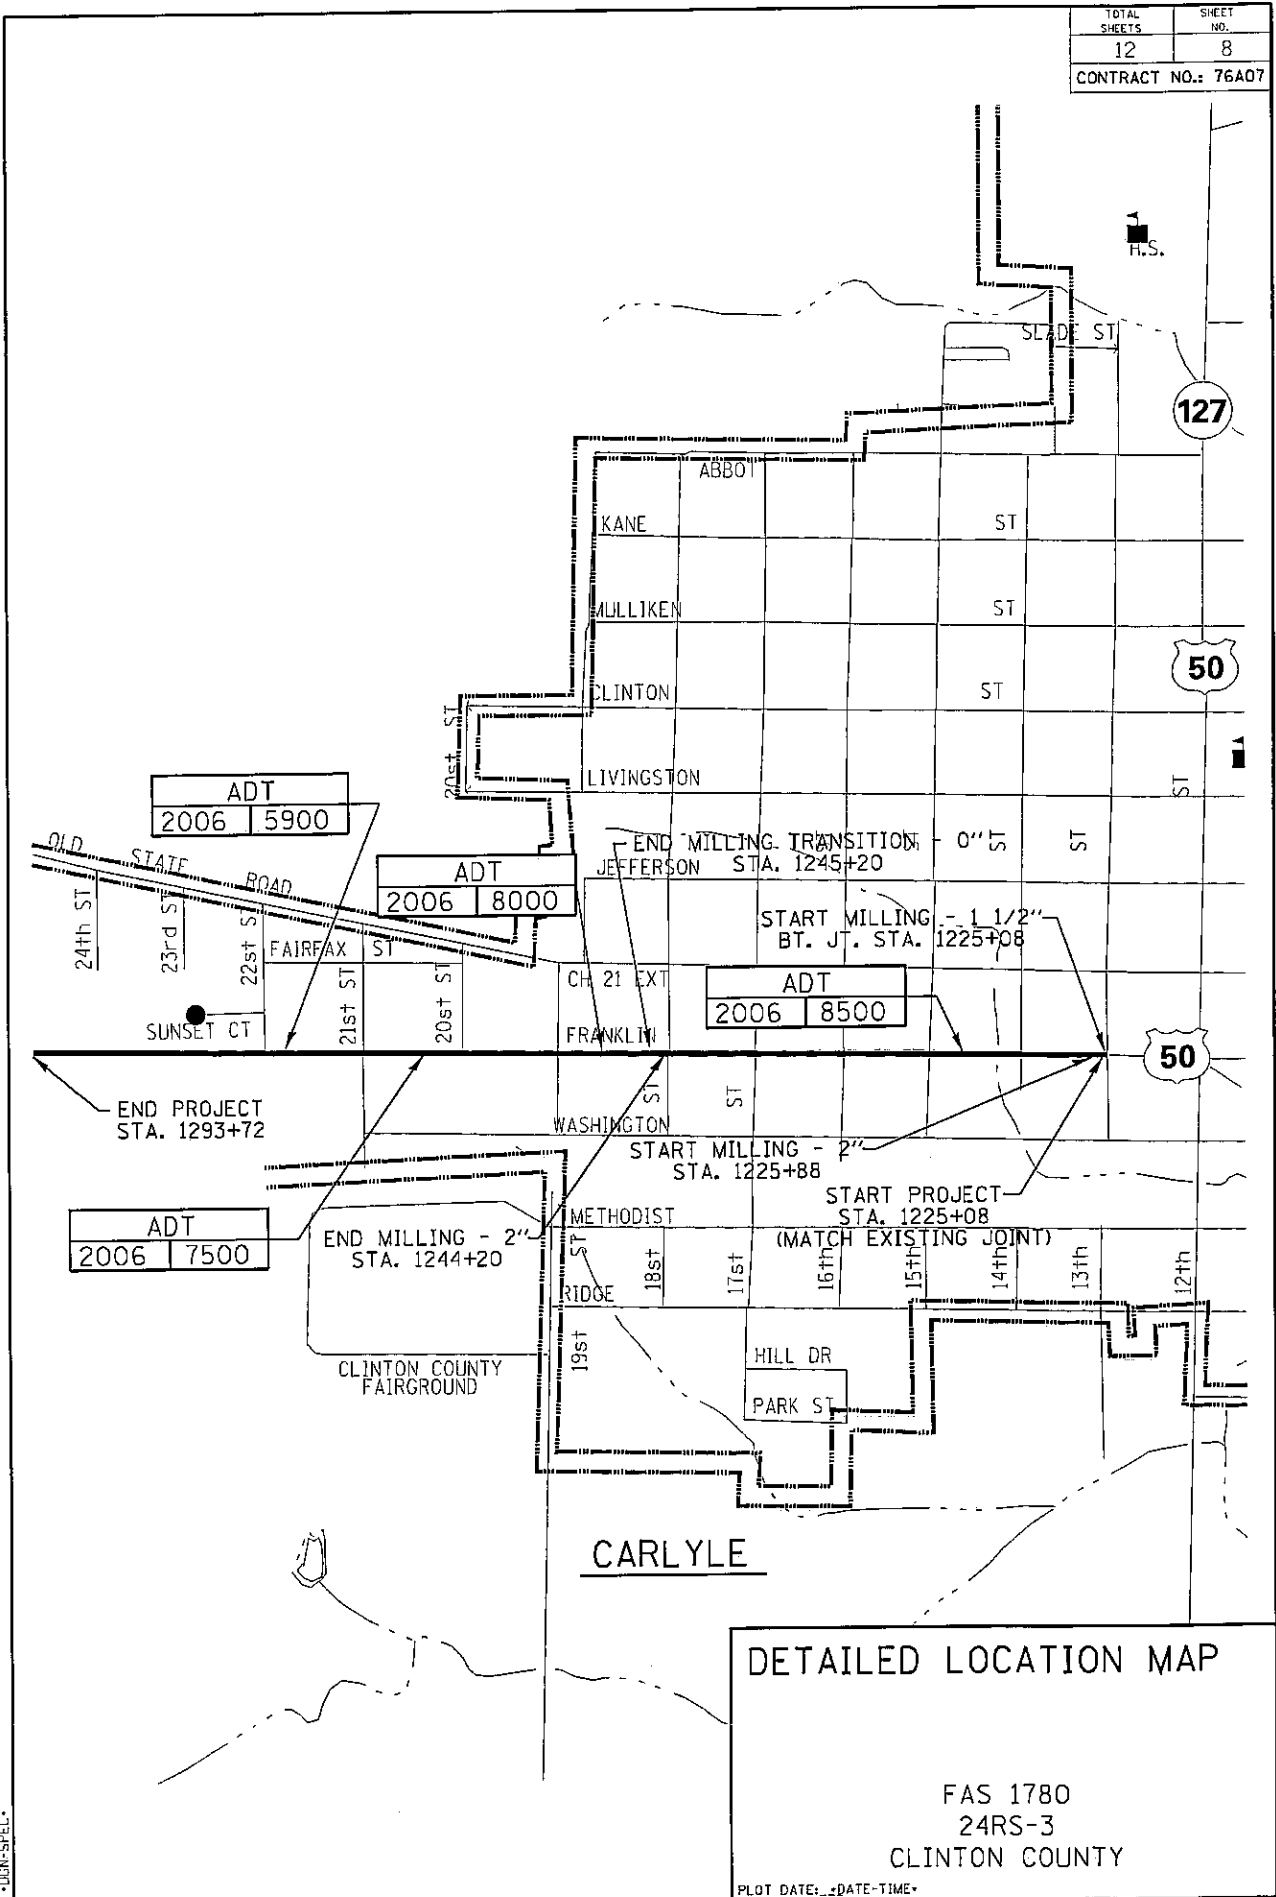 TOTAL SHEETS
SHEET NO.
12
8
CONTRACT NO.: 76A07
H.S.
SLADE ST
127
ABBOT
KANE
ST
MULLIKEN
ST
50
CLINTON
ST
20st ST
LIVINGSTON
ST
ADT
2006
5900
OLD STATE ROAD
END MILLING TRANSITION - 0"
STA. 1245+20
ST
ST
JEFFERSON
ADT
2006
8000
START MILLING - 1 1/2"
BT. JT. STA. 1225+08
24th ST
23rd ST
22st ST
FAIRFAX ST
21st ST
20st ST
CH 21 EXT
ADT
2006
8500
SUNSET CT
FRANKLIN
50
END PROJECT
STA. 1293+72
ST
ST
WASHINGTON
START MILLING - 2"
STA. 1225+88
START PROJECT
STA. 1225+08
(MATCH EXISTING JOINT)
ADT
2006
7500
END MILLING - 2"
STA. 1244+20
METHODIST
ST
18st
17st
16th
15th
14th
13th
12th
RIDGE
19st
HILL DR
CLINTON COUNTY
FAIRGROUND
PARK ST
CARLYLE
DETAILED LOCATION MAP
FAS 1780
24RS-3
CLINTON COUNTY
PLOT DATE: *DATE-TIME*
*DGN-SPEC*